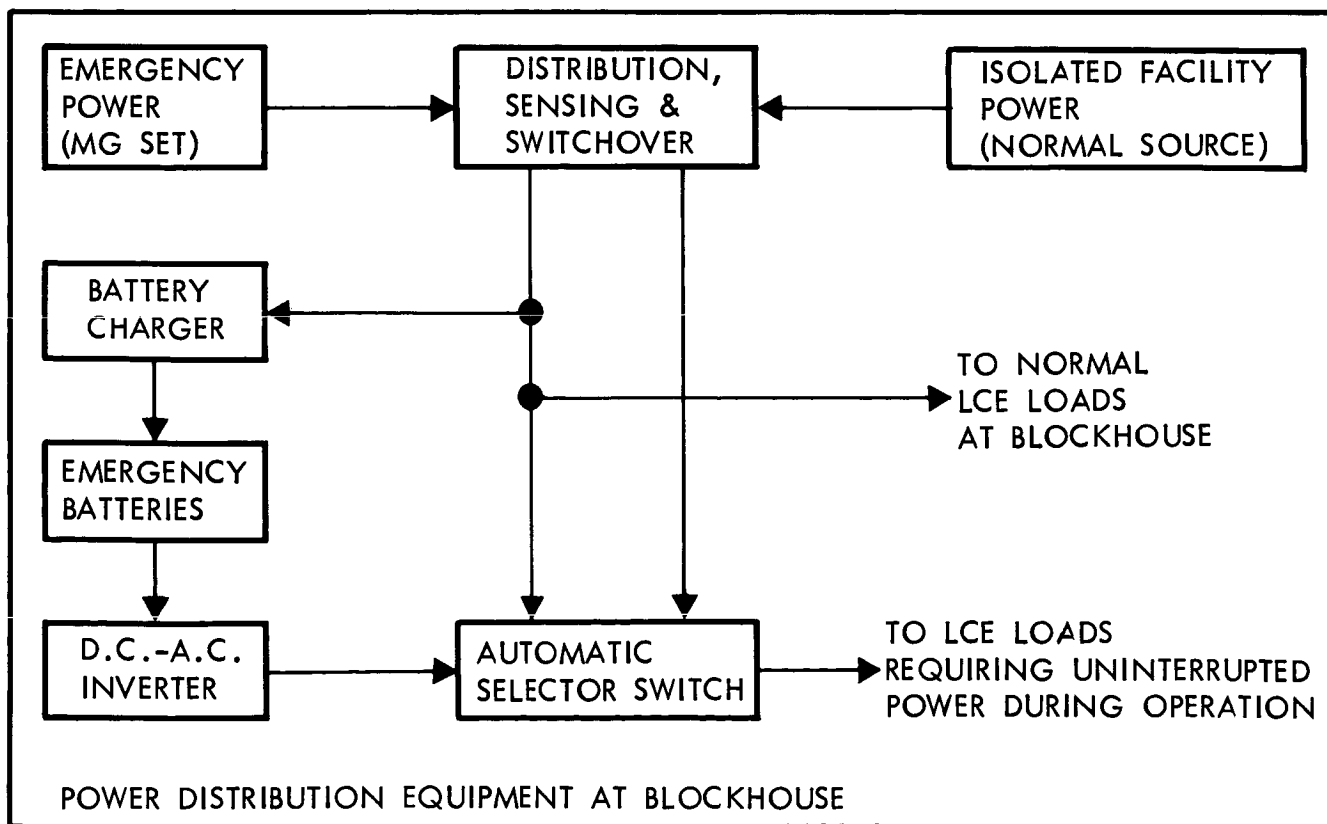 EMERGENCY
POWER
(MG SET)
DISTRIBUTION,
SENSING &
SWITCHOVER
ISOLATED FACILITY
POWER
(NORMAL SOURCE)
BATTERY
CHARGER
TO NORMAL
LCE LOADS
AT BLOCKHOUSE
EMERGENCY
BATTERIES
D.C.-A.C.
INVERTER
AUTOMATIC
SELECTOR SWITCH
TO LCE LOADS
REQUIRING UNINTERRUPTED
POWER DURING OPERATION
POWER DISTRIBUTION EQUIPMENT AT BLOCKHOUSE